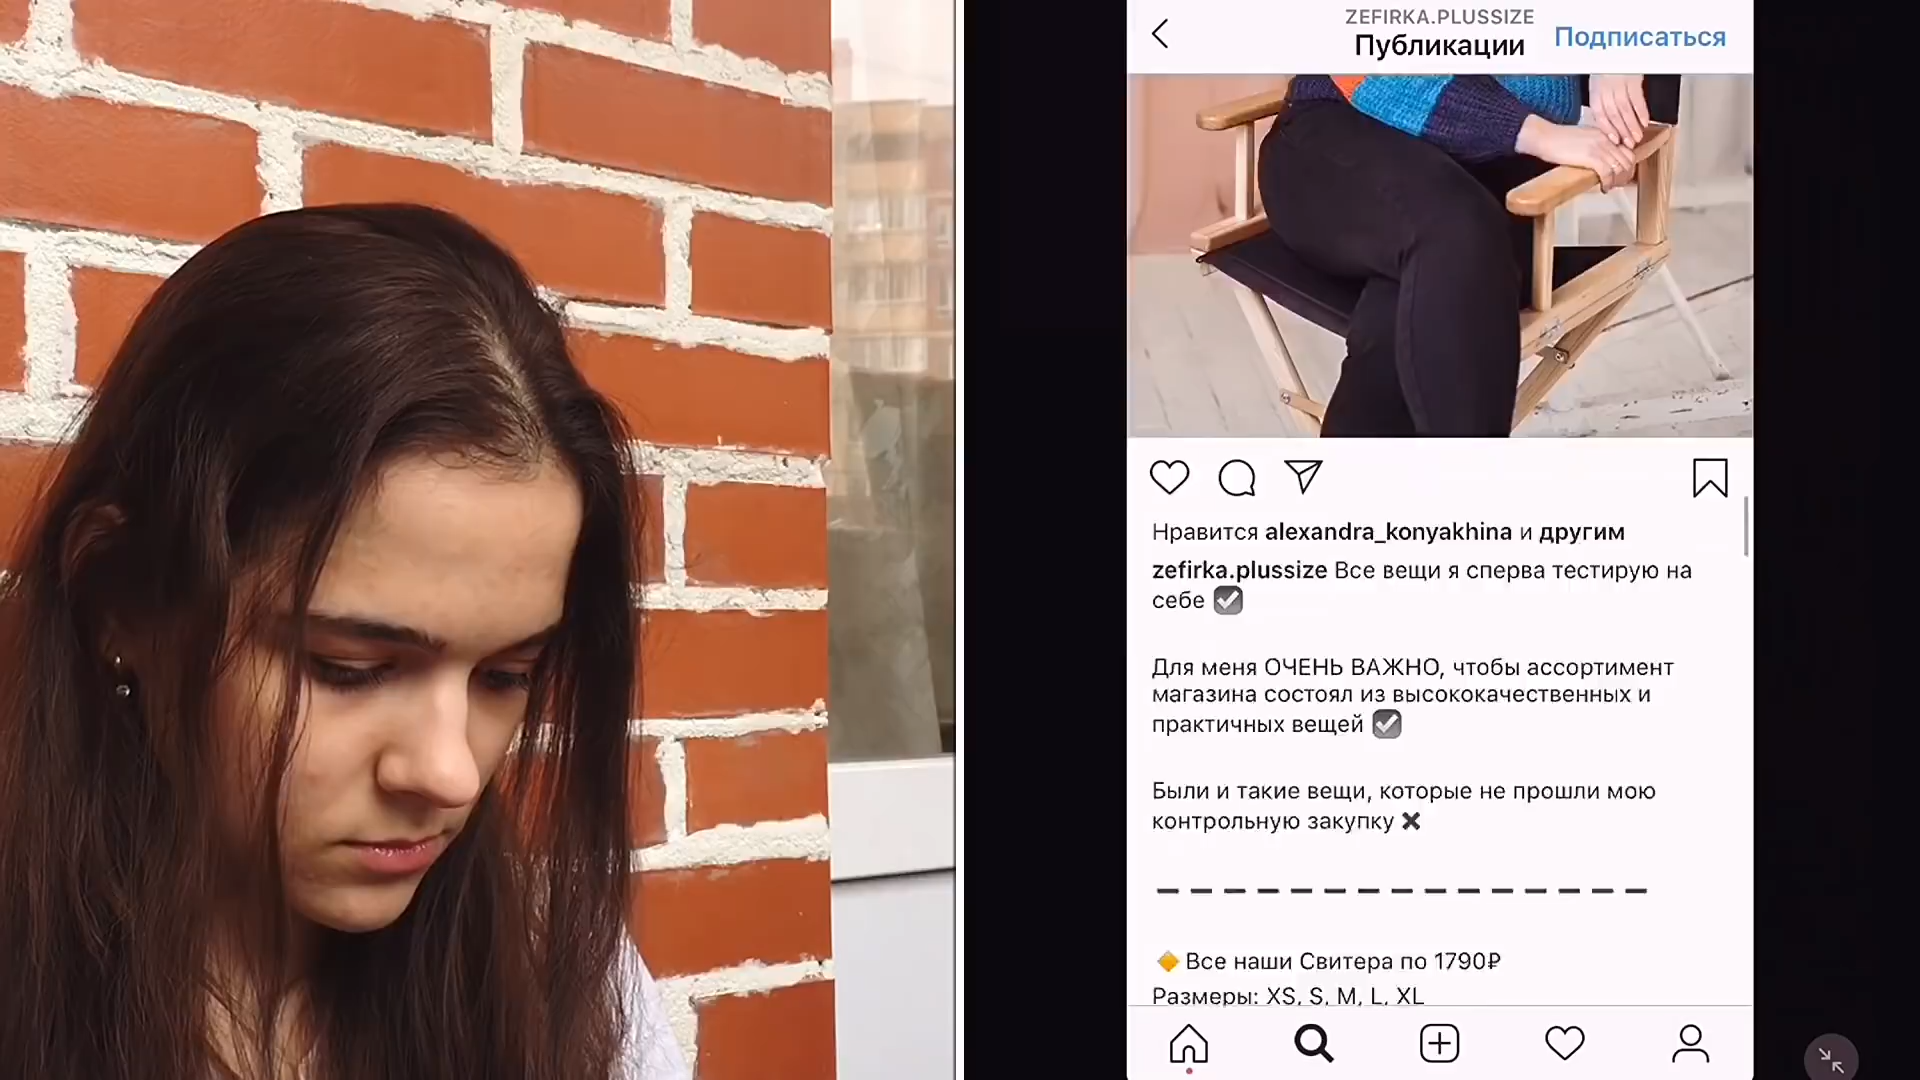 ZEFIRKA.PLUSSIZE
Публикации
Подписаться
Нравится alexandra_konyakhina и другим
zefirka.plussize Все вещи я сперва тестирую на
себе ☑
Для меня ОЧЕНЬ ВАЖНО, чтобы ассортимент
магазина состоял из высококачественных и
практичных вещей ☑
Были и такие вещи, которые не прошли мою
контрольную закупку ✖
— — — — — — — — — — — — — — —
🔸Все наши Свитера по 1790₽
Размеры: XS, S, M, L, XL